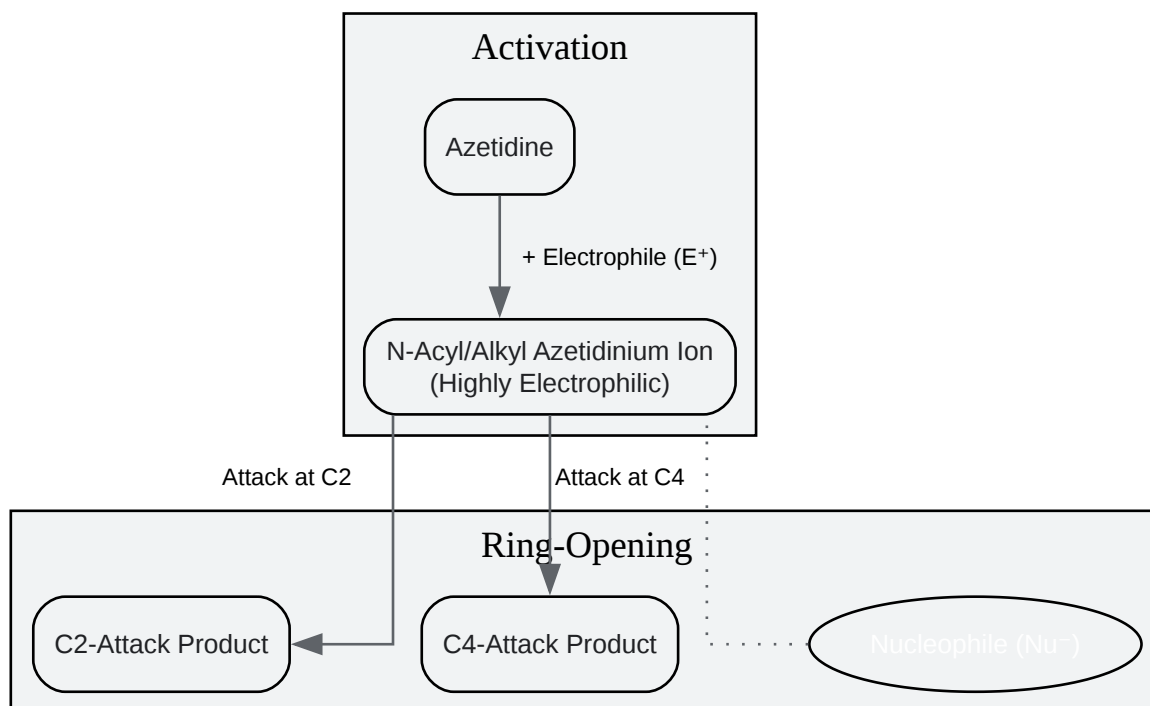 Activation
Azetidine
+ Electrophile (E⁺)
N-Acyl/Alkyl Azetidinium Ion
(Highly Electrophilic)
Attack at C2
Attack at C4
Ring-Opening
C2-Attack Product
C4-Attack Product
Nucleophile (Nu⁻)